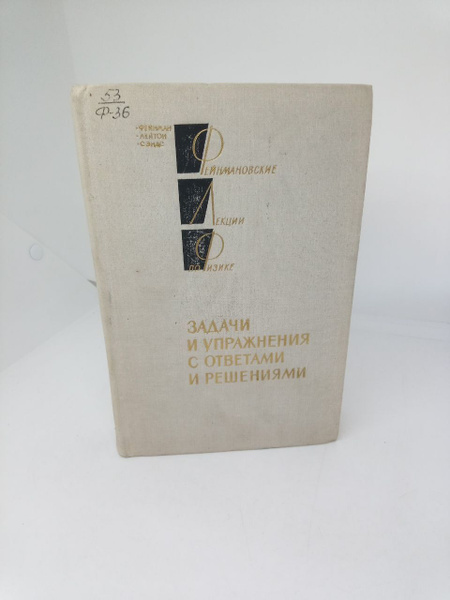 53
Ф-36
·ФЕЙНМАН
·ЛЕЙТОН
·СЭНДС
ФЕЙНМАНОВСКИЕ
ЛЕКЦИИ
ПО ФИЗИКЕ
ЗАДАЧИ
И УПРАЖНЕНИЯ
С ОТВЕТАМИ
И РЕШЕНИЯМИ